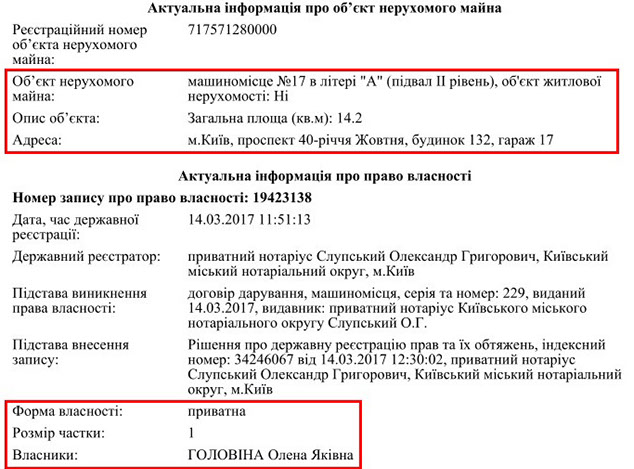 Актуальна інформація про об’єкт нерухомого майна
Реєстраційний номер 717571280000
об’єкта нерухомого
майна:
Об’єкт нерухомого машиномісце №17 в літері "А" (підвал ІІ рівень), об'єкт житлової
майна: нерухомості: Ні
Опис об’єкта: Загальна площа (кв.м): 14.2
Адреса: м.Київ, проспект 40-річчя Жовтня, будинок 132, гараж 17
Актуальна інформація про право власності
Номер запису про право власності: 19423138
Дата, час державної 14.03.2017 11:51:13
реєстрації:
Державний реєстратор: приватний нотаріус Слупський Олександр Григорович, Київський
міський нотаріальний округ, м.Київ
Підстава виникнення договір дарування, машиномісця, серія та номер: 229, виданий
права власності: 14.03.2017, видавник: приватний нотаріус Київського міського
нотаріального округу Слупський О.Г.
Підстава внесення Рішення про державну реєстрацію прав та їх обтяжень, індексний
запису: номер: 34246067 від 14.03.2017 12:30:02, приватний нотаріус
Слупський Олександр Григорович, Київський міський нотаріальний
округ, м.Київ
Форма власності: приватна
Розмір частки: 1
Власники: ГОЛОВІНА Олена Яківна